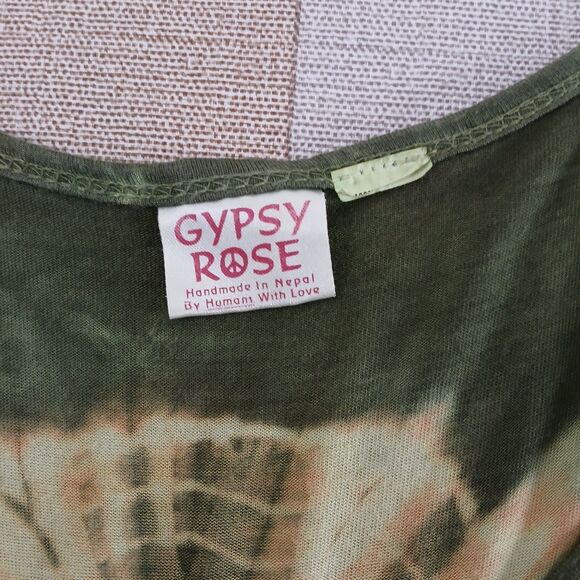 GYPSY
ROSE
Handmade In Nepal
By Humans With Love